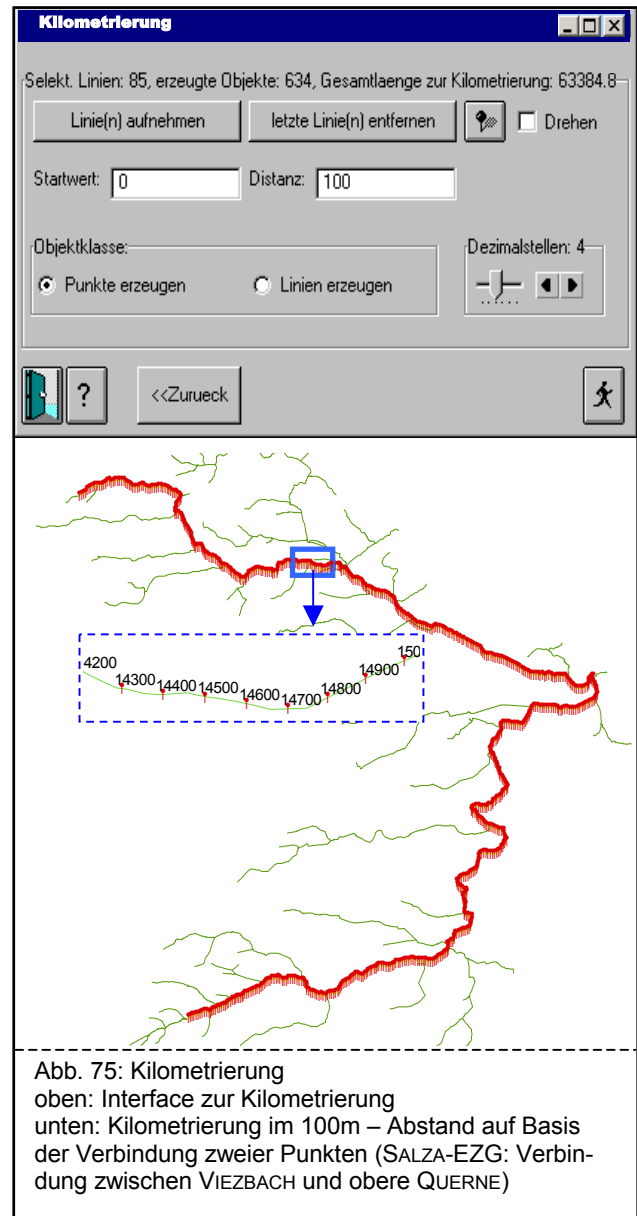 Kilometrierung
Selekt. Linien: 85, erzeugte Objekte: 634, Gesamtlaenge zur Kilometrierung: 63384.8
Linie(n) aufnehmen letzte Linie(n) entfernen Drehen
Startwert: 0 Distanz: 100
Objektklasse: Dezimalstellen: 4
Punkte erzeugen Linien erzeugen
? <<Zurueck
4200 14300 14400 14500 14600 14700 14800 14900 150
Abb. 75: Kilometrierung
oben: Interface zur Kilometrierung
unten: Kilometrierung im 100m – Abstand auf Basis
der Verbindung zweier Punkten (SALZA-EZG: Verbin-
dung zwischen VIEZBACH und obere QUERNE)